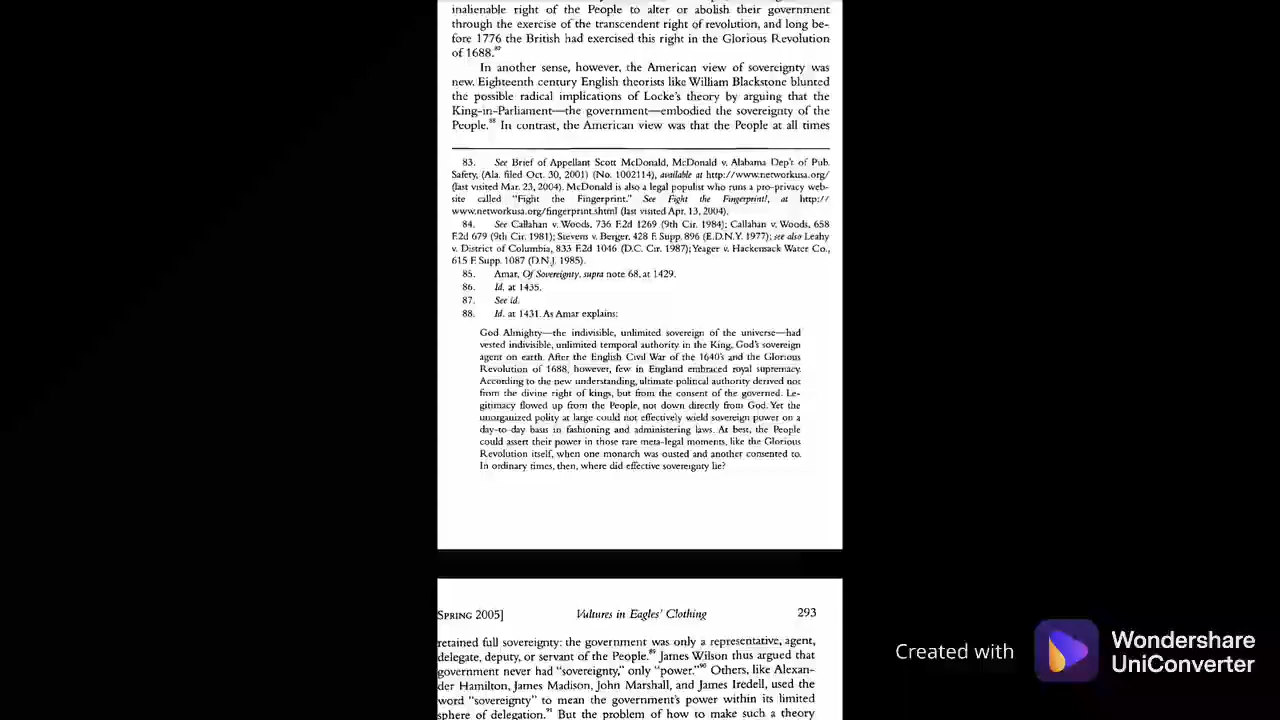 inalienable right of the People to alter or abolish their government
through the exercise of the transcendent right of revolution, and long be-
fore 1776 the British had exercised this right in the Glorious Revolution
of 1688.87
In another sense, however, the American view of sovereignty was
new. Eighteenth century English theorists like William Blackstone blunted
the possible radical implications of Locke's theory by arguing that the
King-in-Parliament—the government—embodied the sovereignty of the
People.88 In contrast, the American view was that the People at all times
83. See Brief of Appellant Scott McDonald, McDonald v. Alabama Dep't of Pub.
Safety, (Ala. filed Oct. 30, 2001) (No. 1002114), available at http://www.networkusa.org/
(last visited Mar. 23, 2004). McDonald is also a legal populist who runs a pro-privacy web-
site called "Fight the Fingerprint." See Fight the Fingerprint!, at http://
www.networkusa.org/fingerprint.shtml (last visited Apr. 13, 2004).
84. See Callahan v. Woods, 736 F.2d 1269 (9th Cir. 1984); Callahan v. Woods, 658
F.2d 679 (9th Cir. 1981); Stevens v. Berger, 428 F. Supp. 896 (E.D.N.Y. 1977); see also Leahy
v. District of Columbia, 833 F.2d 1046 (D.C. Cir. 1987); Yeager v. Hackensack Water Co.,
615 F. Supp. 1087 (D.N.J. 1985).
85. Amar, Of Sovereignty, supra note 68, at 1429.
86. Id. at 1435.
87. See id.
88. Id. at 1431. As Amar explains:
God Almighty—the indivisible, unlimited sovereign of the universe—had
vested indivisible, unlimited temporal authority in the King, God's sovereign
agent on earth. After the English Civil War of the 1640's and the Glorious
Revolution of 1688, however, few in England embraced royal supremacy.
According to the new understanding, ultimate political authority derived not
from the divine right of kings, but from the consent of the governed. Le-
gitimacy flowed up from the People, not down directly from God. Yet the
unorganized polity at large could not effectively wield sovereign power on a
day-to-day basis in fashioning and administering laws. At best, the People
could assert their power in those rare meta-legal moments, like the Glorious
Revolution itself, when one monarch was ousted and another consented to.
In ordinary times, then, where did effective sovereignty lie?
SPRING 2005] Vultures in Eagles' Clothing 293
retained full sovereignty: the government was only a representative, agent,
delegate, deputy, or servant of the People.89 James Wilson thus argued that
government never had "sovereignty," only "power."90 Others, like Alexan-
der Hamilton, James Madison, John Marshall, and James Iredell, used the
word "sovereignty" to mean the government's power within its limited
sphere of delegation.91 But the problem of how to make such a theory
Created with
Wondershare
UniConverter